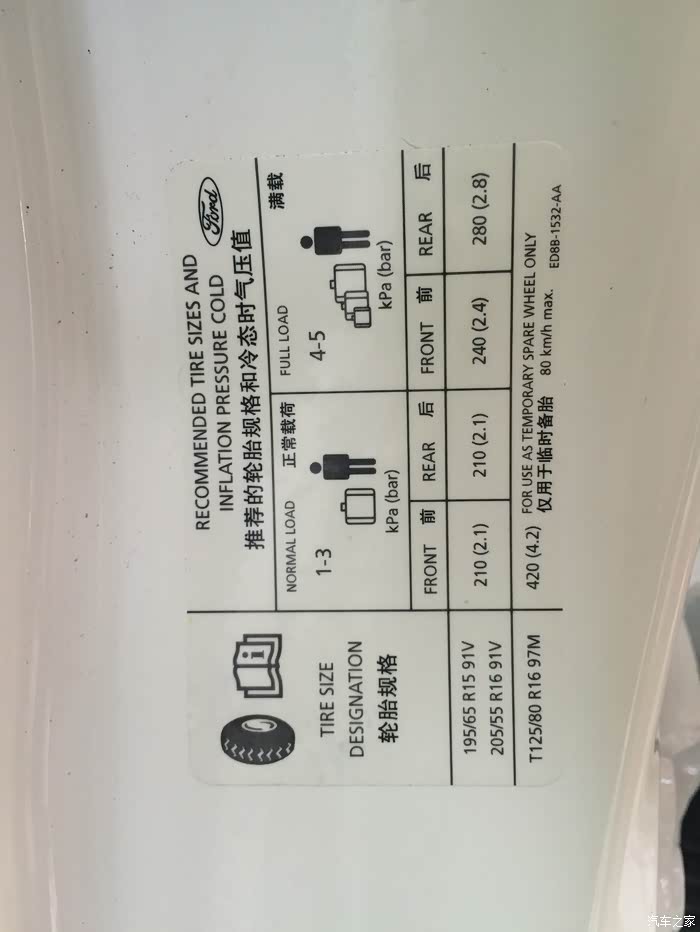 RECOMMENDED TIRE SIZES AND
INFLATION PRESSURE COLD
推荐的轮胎规格和冷态时气压值
Ford
i
TIRE SIZE
DESIGNATION
轮胎规格
NORMAL LOAD 正常载荷
1-3
kPa (bar)
FULL LOAD 满载
4-5
kPa (bar)
FRONT 前 REAR 后 FRONT 前 REAR 后
195/65 R15 91V
205/55 R16 91V
210 (2.1) 210 (2.1) 240 (2.4) 280 (2.8)
T125/80 R16 97M
420 (4.2) FOR USE AS TEMPORARY SPARE WHEEL ONLY
仅用于临时备胎 80 km/h max.
ED8B-1532-AA
汽车之家